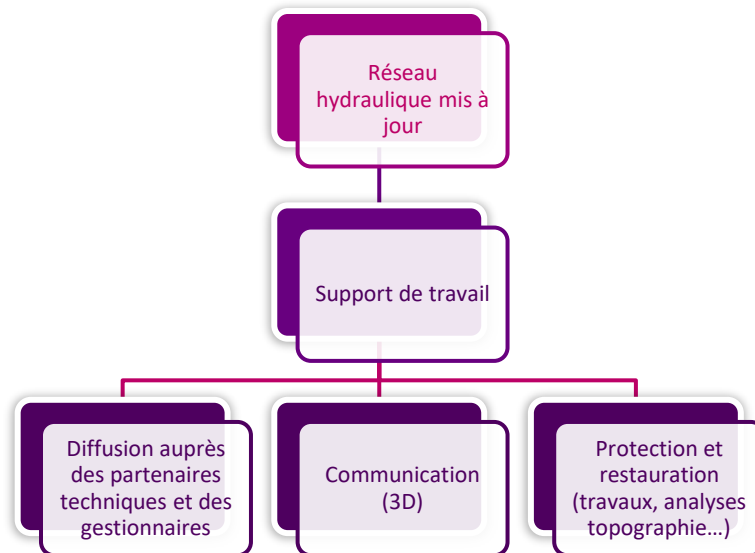 Réseau
hydraulique mis à
jour
Support de travail
Diffusion auprès
des partenaires
techniques et des
gestionnaires
Communication
(3D)
Protection et
restauration
(travaux, analyses
topographie…)